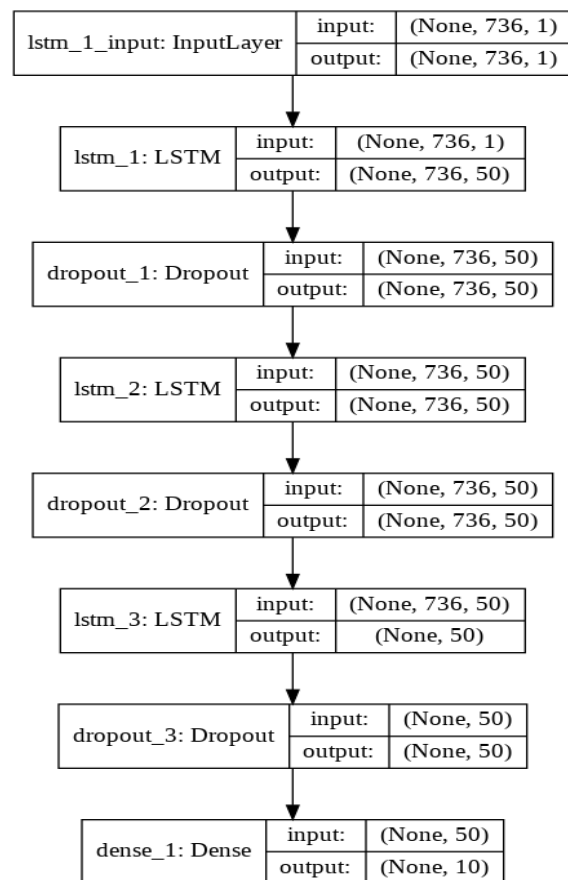 lstm_1_input: InputLayer
input: (None, 736, 1)
output: (None, 736, 1)
lstm_1: LSTM
input: (None, 736, 1)
output: (None, 736, 50)
dropout_1: Dropout
input: (None, 736, 50)
output: (None, 736, 50)
lstm_2: LSTM
input: (None, 736, 50)
output: (None, 736, 50)
dropout_2: Dropout
input: (None, 736, 50)
output: (None, 736, 50)
lstm_3: LSTM
input: (None, 736, 50)
output: (None, 50)
dropout_3: Dropout
input: (None, 50)
output: (None, 50)
dense_1: Dense
input: (None, 50)
output: (None, 10)